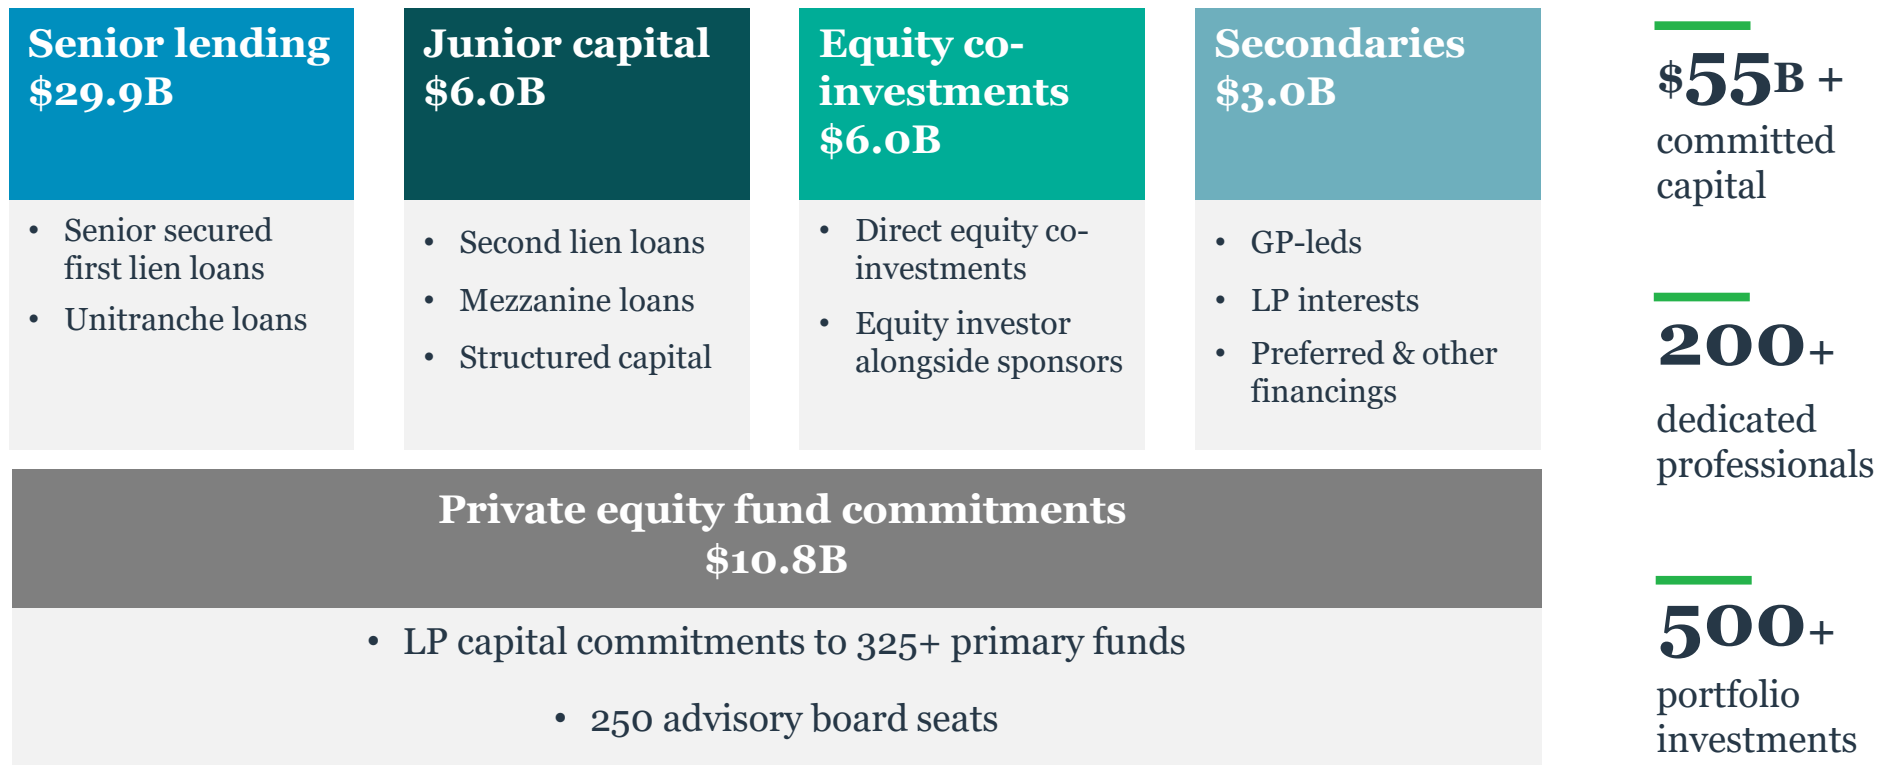 Senior lending
$29.9B
• Senior secured
first lien loans
• Unitranche loans
Junior capital
$6.0B
• Second lien loans
• Mezzanine loans
• Structured capital
Equity co-
investments
$6.0B
• Direct equity co-
investments
• Equity investor
alongside sponsors
Secondaries
$3.0B
• GP-leds
• LP interests
• Preferred & other
financings
Private equity fund commitments
$10.8B
• LP capital commitments to 325+ primary funds
• 250 advisory board seats
$55B +
committed
capital
200+
dedicated
professionals
500+
portfolio
investments